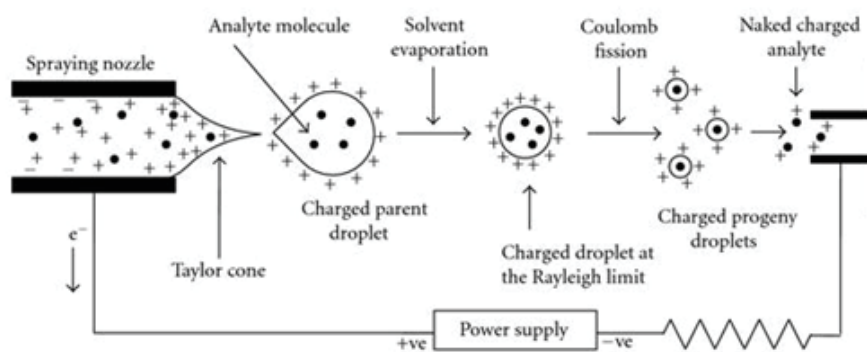 Analyte molecule
Solvent
evaporation
Coulomb
fission
Naked charged
analyte
Spraying nozzle
Charged parent
droplet
Charged progeny
droplets
Charged droplet at
the Rayleigh limit
e⁻
Taylor cone
+ve
Power supply
−ve